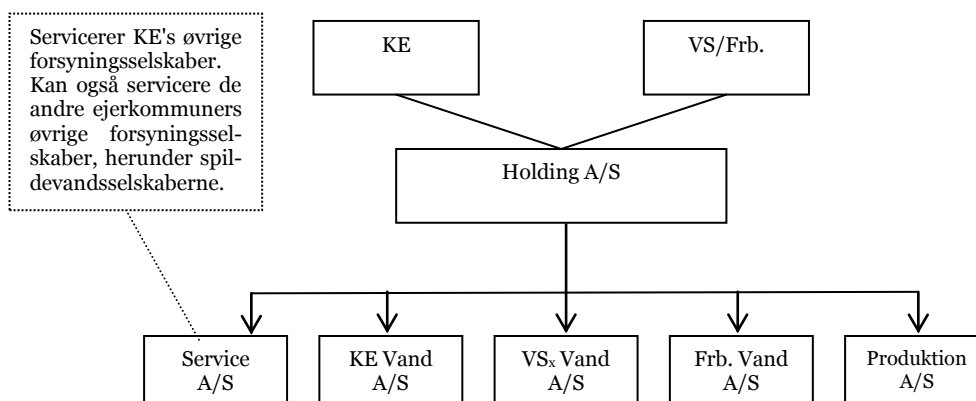 Servicerer KE's øvrige
forsyningsselskaber.
Kan også servicere de
andre ejerkommuners
øvrige forsyningssel-
skaber, herunder spil-
devandsselskaberne.
KE
VS/Frb.
Holding A/S
Service
A/S
KE Vand
A/S
VSx Vand
A/S
Frb. Vand
A/S
Produktion
A/S